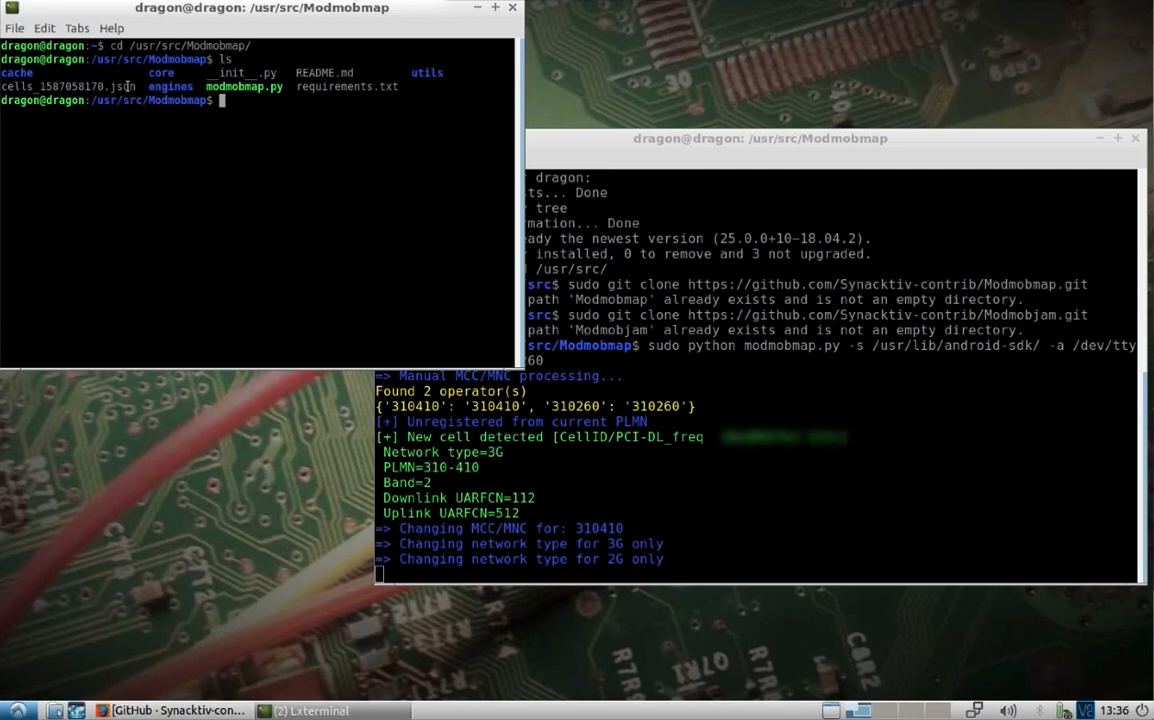 dragon@dragon: /usr/src/Modmobmap
File Edit Tabs Help
dragon@dragon:~$ cd /usr/src/Modmobmap/
dragon@dragon:/usr/src/Modmobmap$ ls
cache core __init__.py README.md utils
cells_1587058170.json engines modmobmap.py requirements.txt
dragon@dragon:/usr/src/Modmobmap$
dragon@dragon: /usr/src/Modmobmap
dragon:
ts... Done
tree
mation... Done
ady the newest version (25.0.0+10~18.04.2).
installed, 0 to remove and 3 not upgraded.
/usr/src/
src$ sudo git clone https://github.com/Synacktiv-contrib/Modmobmap.git
path 'Modmobmap' already exists and is not an empty directory.
src$ sudo git clone https://github.com/Synacktiv-contrib/Modmobjam.git
path 'Modmobjam' already exists and is not an empty directory.
src/Modmobmap$ sudo python modmobmap.py -s /usr/lib/android-sdk/ -a /dev/tty
60
=> Manual MCC/MNC processing...
Found 2 operator(s)
{'310410': '310410', '310260': '310260'}
[+] Unregistered from current PLMN
[+] New cell detected [CellID/PCI-DL_freq
Network type=3G
PLMN=310-410
Band=2
Downlink UARFCN=112
Uplink UARFCN=512
=> Changing MCC/MNC for: 310410
=> Changing network type for 3G only
=> Changing network type for 2G only
[GitHub - Synacktiv-con... (2) Lxterminal 13:36